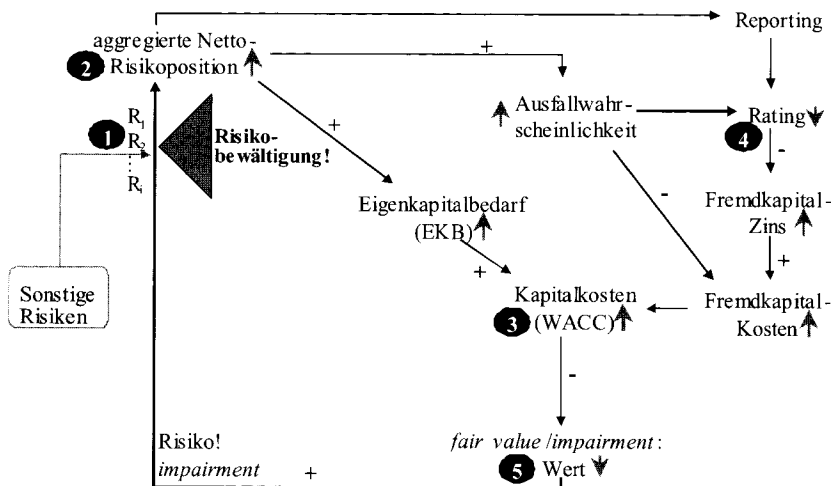 aggregierte Netto-
2 Risikoposition
+
Reporting
1
R1
R2
Ri
Risiko-
bewältigung!
+
Ausfallwahr-
scheinlichkeit
Rating
4
-
Eigenkapitalbedarf
(EKB)
-
Fremdkapital-
Zins
+
+
Sonstige
Risiken
Kapitalkosten
3 (WACC)
Fremdkapital-
Kosten
-
Risiko!
impairment
+
fair value/impairment:
5 Wert